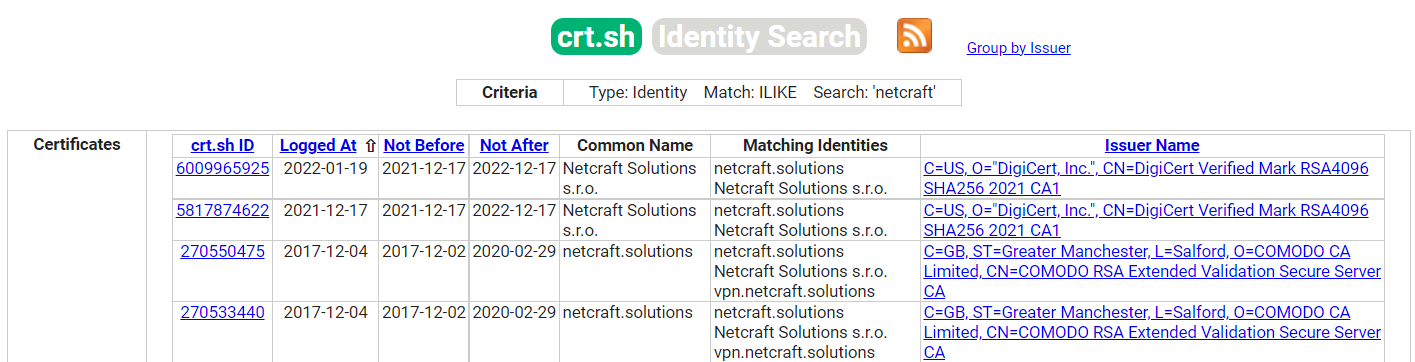 crt.sh Identity Search Group by Issuer
Criteria Type: Identity Match: ILIKE Search: 'netcraft'
Certificates crt.sh ID Logged At ⇧ Not Before Not After Common Name Matching Identities Issuer Name
6009965925 2022-01-19 2021-12-17 2022-12-17 Netcraft Solutions netcraft.solutions C=US, O="DigiCert, Inc.", CN=DigiCert Verified Mark RSA4096
s.r.o. Netcraft Solutions s.r.o. SHA256 2021 CA1
5817874622 2021-12-17 2021-12-17 2022-12-17 Netcraft Solutions netcraft.solutions C=US, O="DigiCert, Inc.", CN=DigiCert Verified Mark RSA4096
s.r.o. Netcraft Solutions s.r.o. SHA256 2021 CA1
270550475 2017-12-04 2017-12-02 2020-02-29 netcraft.solutions netcraft.solutions C=GB, ST=Greater Manchester, L=Salford, O=COMODO CA
Netcraft Solutions s.r.o. Limited, CN=COMODO RSA Extended Validation Secure Server
vpn.netcraft.solutions CA
270533440 2017-12-04 2017-12-02 2020-02-29 netcraft.solutions netcraft.solutions C=GB, ST=Greater Manchester, L=Salford, O=COMODO CA
Netcraft Solutions s.r.o. Limited, CN=COMODO RSA Extended Validation Secure Server
vpn.netcraft.solutions CA